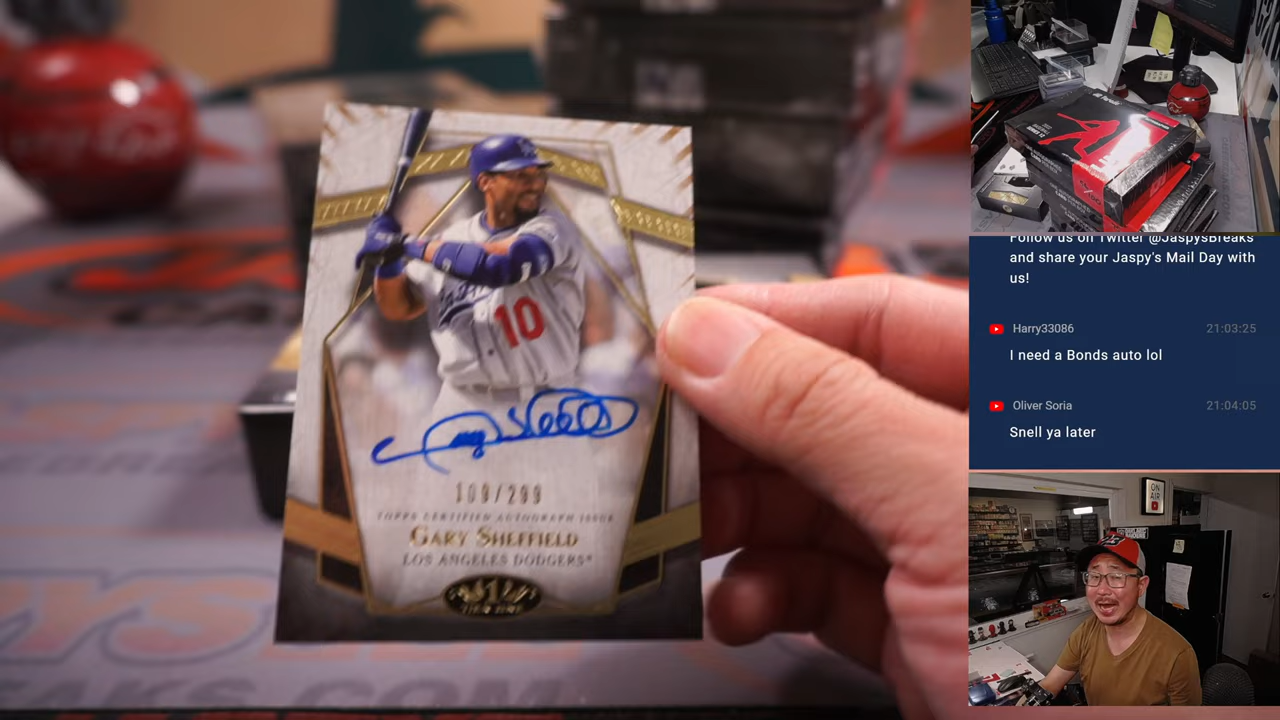 10
109/299
TOPPS CERTIFIED AUTOGRAPH ISSUE
GARY SHEFFIELD
LOS ANGELES DODGERS
TIER ONE
Follow us on Twitter @JaspysBreaks
and share your Jaspy's Mail Day with
us!
Harry33086
21:03:25
I need a Bonds auto lol
Oliver Soria
21:04:05
Snell ya later
ON
AIR